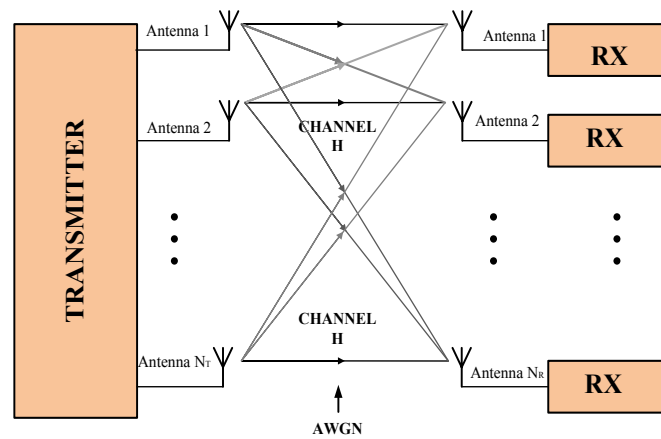 TRANSMITTER
Antenna 1
Antenna 1
RX
Antenna 2
CHANNEL
H
Antenna 2
RX
CHANNEL
H
Antenna NT
Antenna NR
RX
AWGN